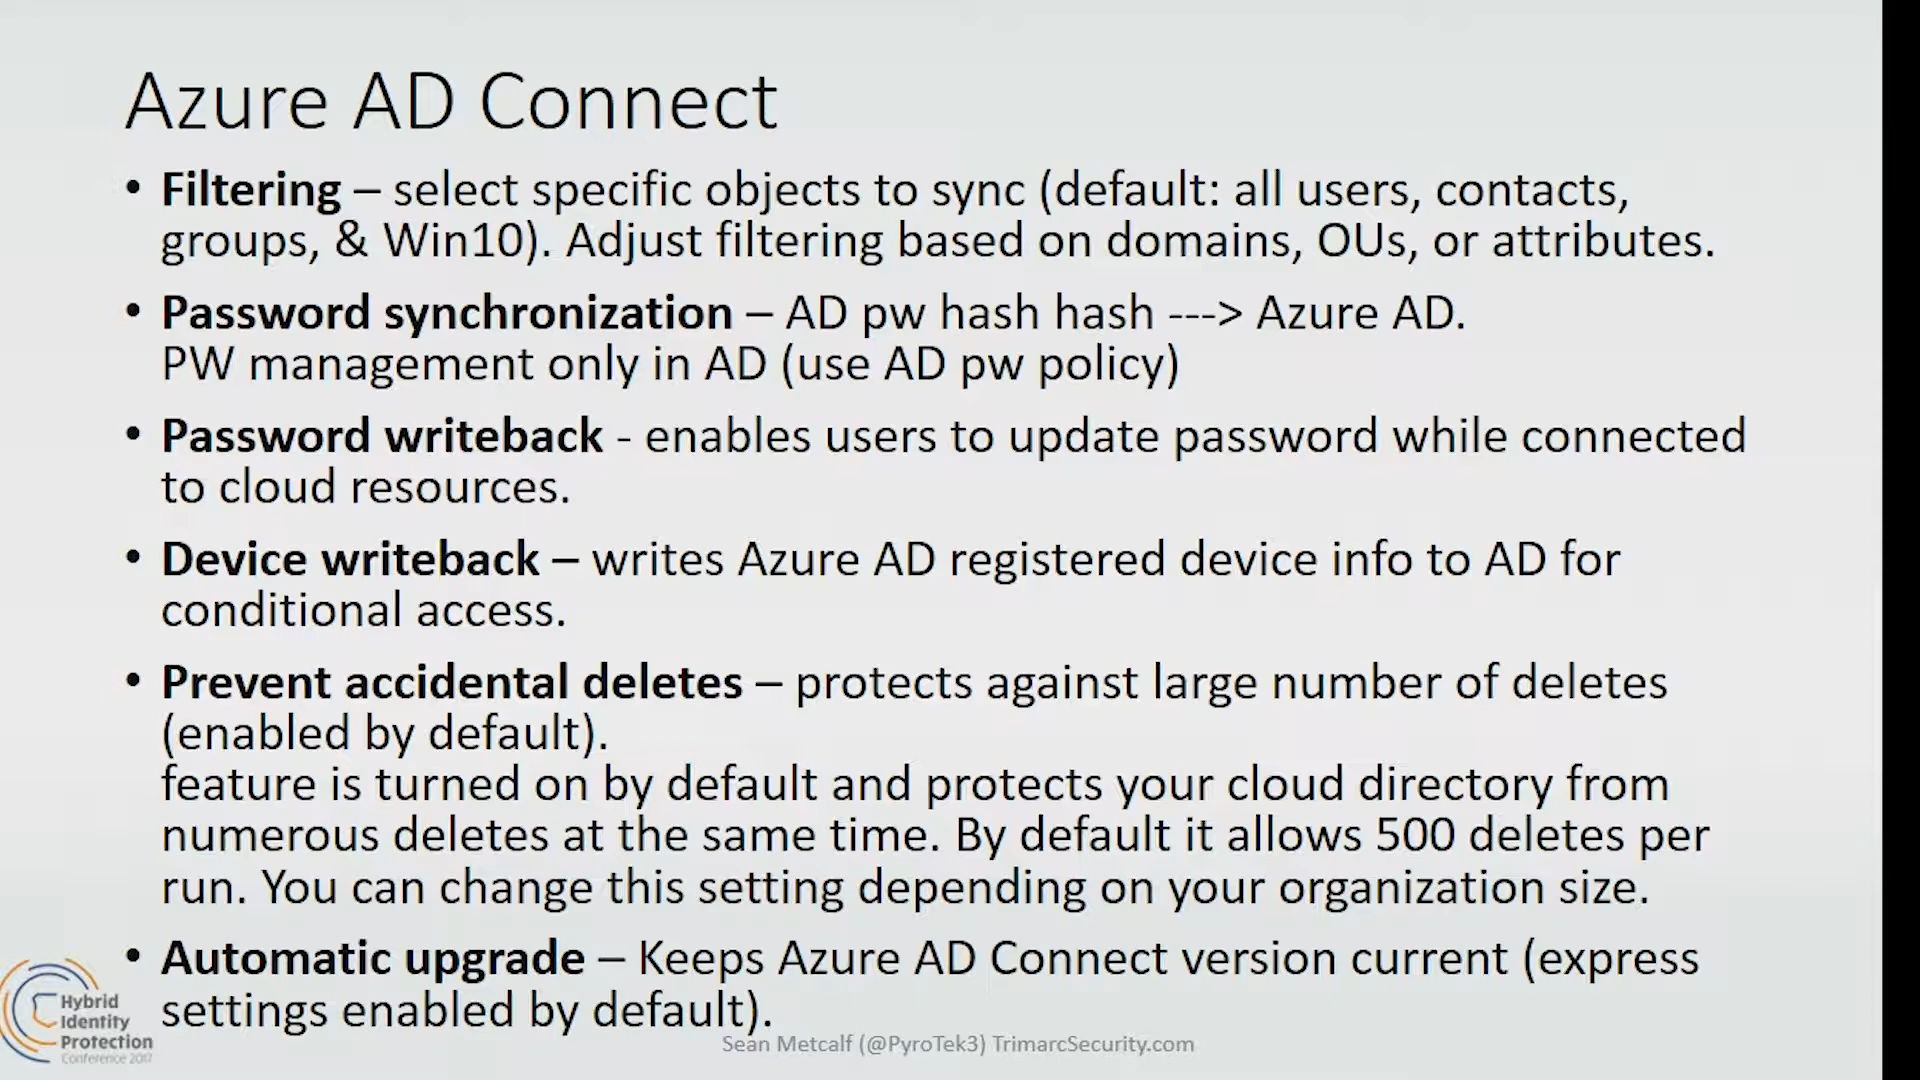 Azure AD Connect
• Filtering – select specific objects to sync (default: all users, contacts,
groups, & Win10). Adjust filtering based on domains, OUs, or attributes.
• Password synchronization – AD pw hash hash ---> Azure AD.
PW management only in AD (use AD pw policy)
• Password writeback - enables users to update password while connected
to cloud resources.
• Device writeback – writes Azure AD registered device info to AD for
conditional access.
• Prevent accidental deletes – protects against large number of deletes
(enabled by default).
feature is turned on by default and protects your cloud directory from
numerous deletes at the same time. By default it allows 500 deletes per
run. You can change this setting depending on your organization size.
• Automatic upgrade – Keeps Azure AD Connect version current (express
settings enabled by default).
Hybrid
Identity
Protection
Conference 2017
Sean Metcalf (@PyroTek3) TrimarcSecurity.com